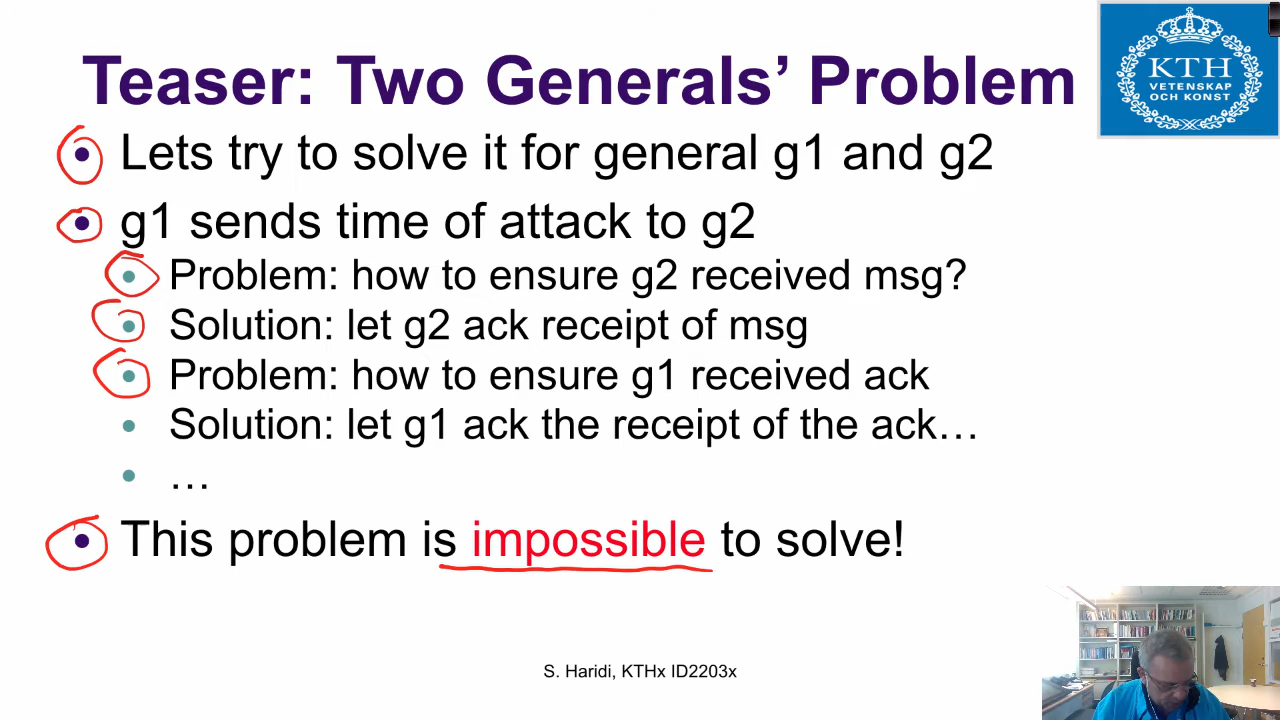 Teaser: Two Generals’ Problem
KTH
VETENSKAP
OCH KONST
• Lets try to solve it for general g1 and g2
• g1 sends time of attack to g2
• Problem: how to ensure g2 received msg?
• Solution: let g2 ack receipt of msg
• Problem: how to ensure g1 received ack
• Solution: let g1 ack the receipt of the ack…
• …
• This problem is impossible to solve!
S. Haridi, KTHx ID2203x